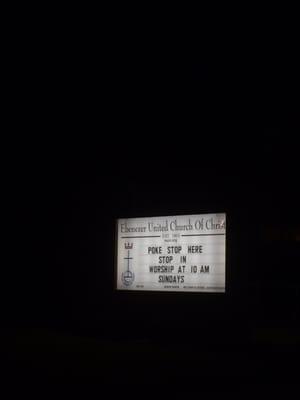 Ebenezer United Church Of Christ
POKE STOP HERE
STOP IN
WORSHIP AT 10 AM
SUNDAYS